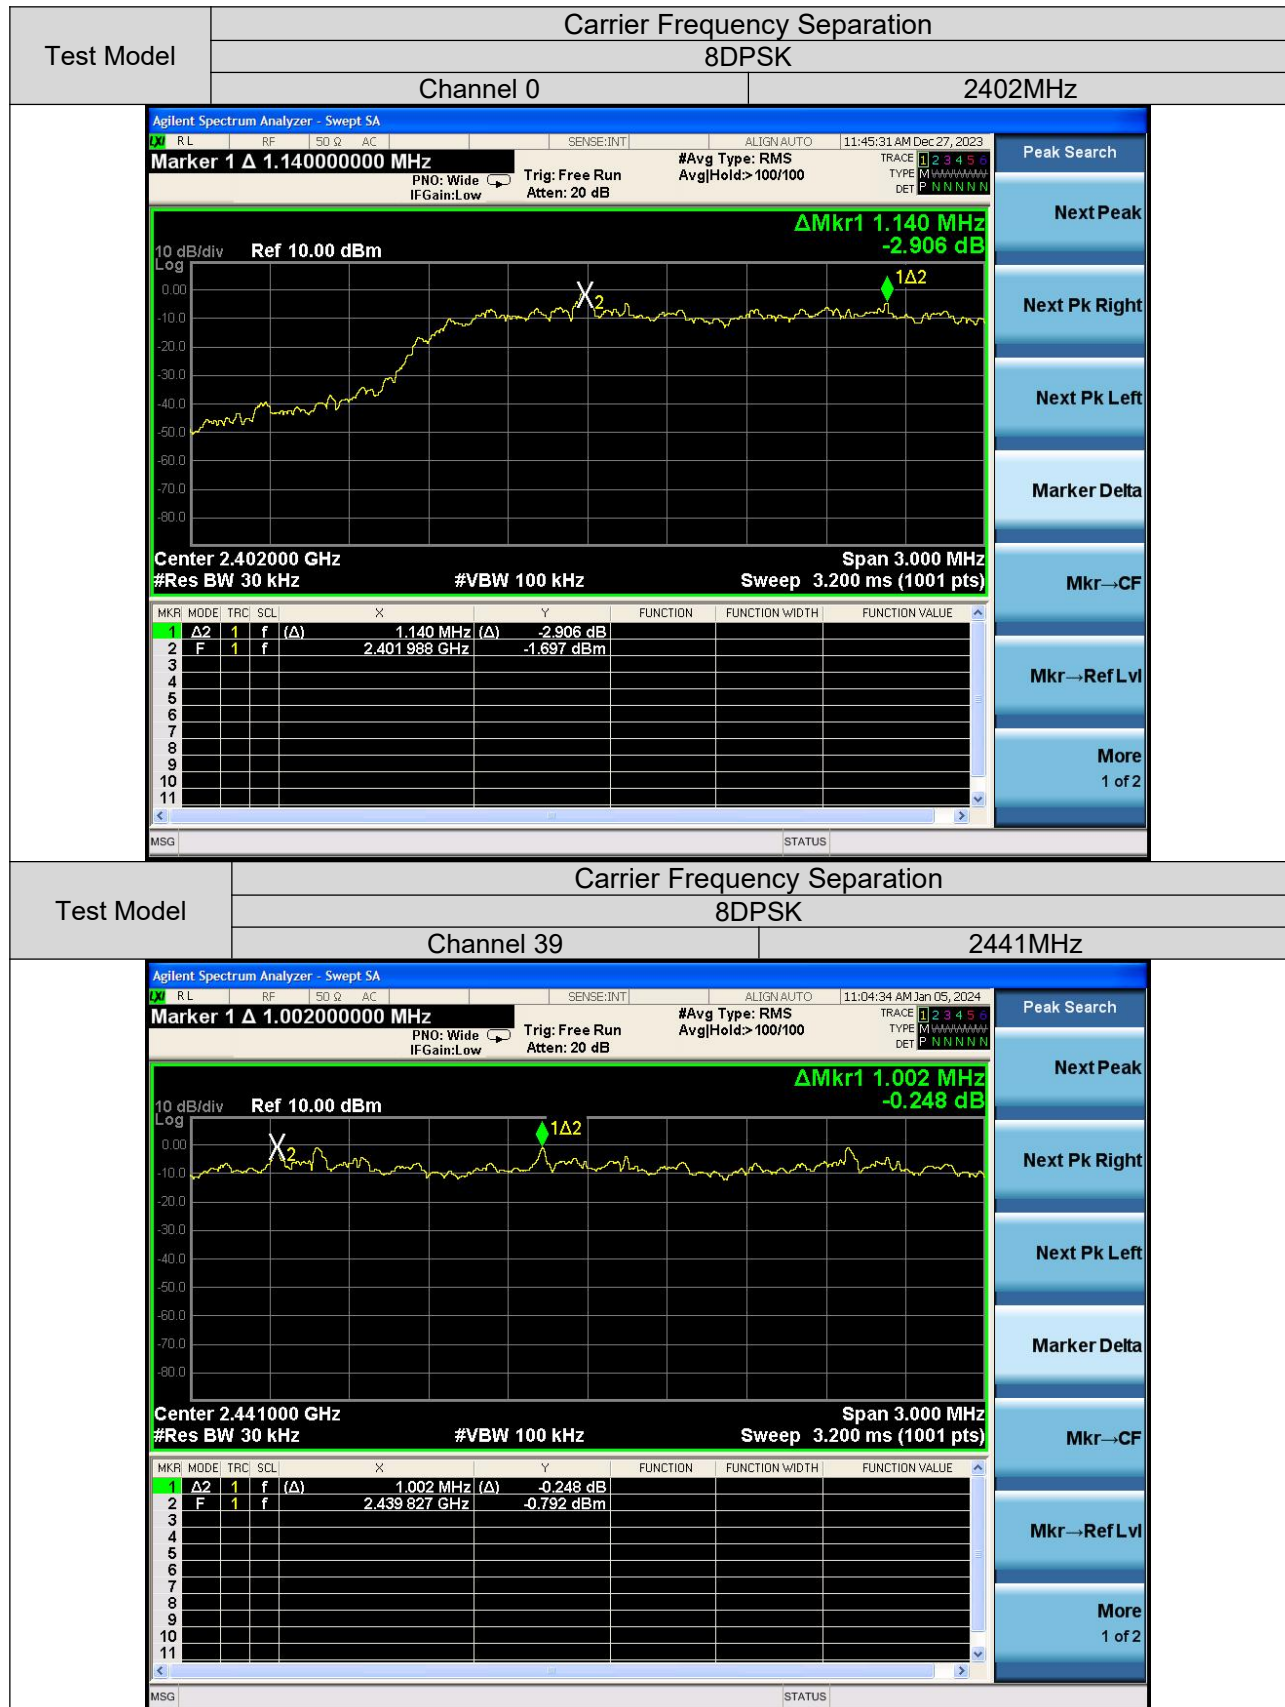 Test Model
Carrier Frequency Separation
8DPSK
Channel 0 2402MHz
Agilent Spectrum Analyzer - Swept SA
LXI RL RF 50 Ω AC SENSE:INT ALIGN AUTO 11:45:31 AM Dec 27, 2023
Marker 1 Δ 1.140000000 MHz
PNO: Wide
IFGain:Low
Trig: Free Run
Atten: 20 dB
#Avg Type: RMS
Avg|Hold:>100/100
TRACE 1 2 3 4 5 6
TYPE M
DET P N N N N N
ΔMkr1 1.140 MHz
-2.906 dB
10 dB/div Ref 10.00 dBm
Log
0.00
-10.0
-20.0
-30.0
-40.0
-50.0
-60.0
-70.0
-80.0
2
1Δ2
Center 2.402000 GHz Span 3.000 MHz
#Res BW 30 kHz #VBW 100 kHz Sweep 3.200 ms (1001 pts)
MKR MODE TRC SCL X Y FUNCTION FUNCTION WIDTH FUNCTION VALUE
1 Δ2 1 f (Δ) 1.140 MHz (Δ) -2.906 dB
2 F 1 f 2.401 988 GHz -1.697 dBm
3
4
5
6
7
8
9
10
11
MSG STATUS
Peak Search
Next Peak
Next Pk Right
Next Pk Left
Marker Delta
Mkr→CF
Mkr→Ref Lvl
More
1 of 2
Test Model
Carrier Frequency Separation
8DPSK
Channel 39 2441MHz
Agilent Spectrum Analyzer - Swept SA
LXI RL RF 50 Ω AC SENSE:INT ALIGN AUTO 11:04:34 AM Jan 05, 2024
Marker 1 Δ 1.002000000 MHz
PNO: Wide
IFGain:Low
Trig: Free Run
Atten: 20 dB
#Avg Type: RMS
Avg|Hold:>100/100
TRACE 1 2 3 4 5 6
TYPE M
DET P N N N N N
ΔMkr1 1.002 MHz
-0.248 dB
10 dB/div Ref 10.00 dBm
Log
0.00
-10.0
-20.0
-30.0
-40.0
-50.0
-60.0
-70.0
-80.0
2
1Δ2
Center 2.441000 GHz Span 3.000 MHz
#Res BW 30 kHz #VBW 100 kHz Sweep 3.200 ms (1001 pts)
MKR MODE TRC SCL X Y FUNCTION FUNCTION WIDTH FUNCTION VALUE
1 Δ2 1 f (Δ) 1.002 MHz (Δ) -0.248 dB
2 F 1 f 2.439 827 GHz -0.792 dBm
3
4
5
6
7
8
9
10
11
MSG STATUS
Peak Search
Next Peak
Next Pk Right
Next Pk Left
Marker Delta
Mkr→CF
Mkr→Ref Lvl
More
1 of 2